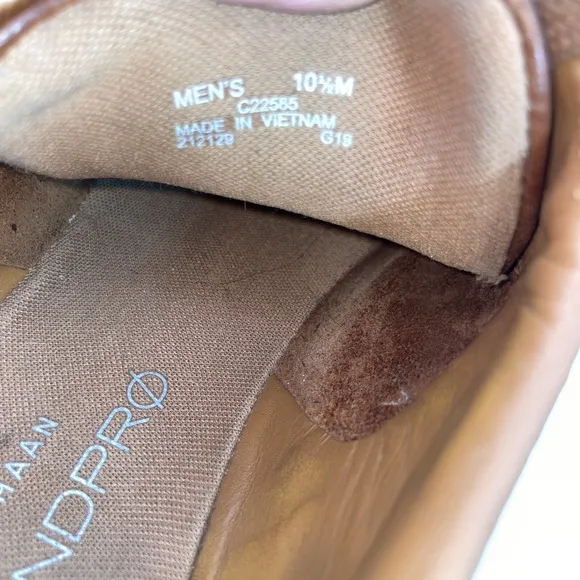 MEN'S 10½M
C22585
MADE IN VIETNAM
212129 G19
HAAN
NDPRØ